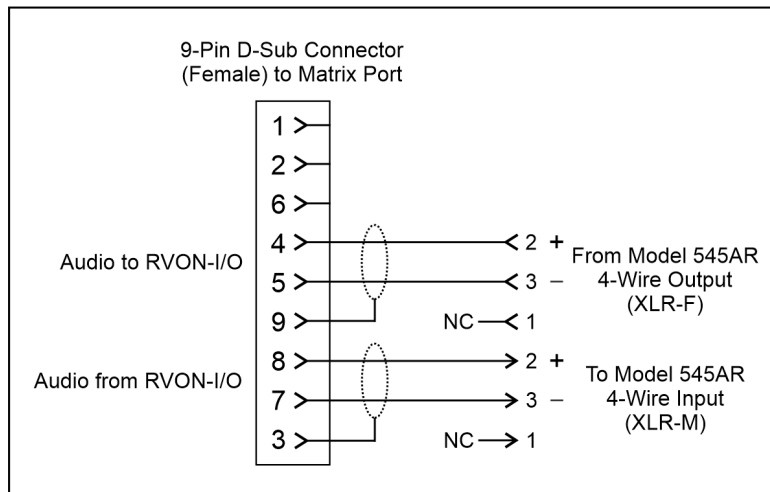 9-Pin D-Sub Connector
(Female) to Matrix Port
1
2
6
Audio to RVON-I/O
4
2 +
5
3 −
9
NC
1
From Model 545AR
4-Wire Output
(XLR-F)
Audio from RVON-I/O
8
2 +
7
3 −
3
NC
1
To Model 545AR
4-Wire Input
(XLR-M)